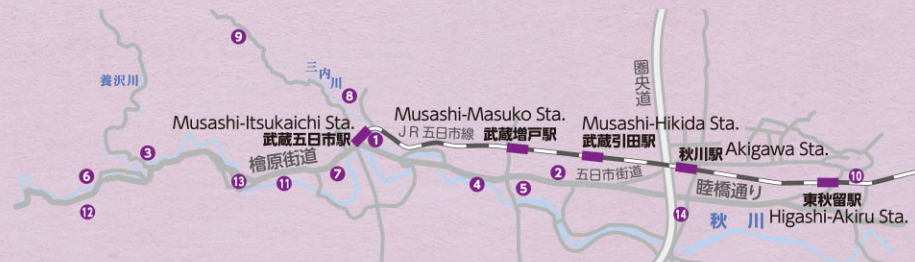 ⑨
養沢川
三内川
⑧
圏央道
Musashi-Itsukaichi Sta.
武蔵五日市駅
①
Musashi-Masuko Sta.
JR五日市線
武蔵増戸駅
Musashi-Hikida Sta.
武蔵引田駅
秋川駅
Akigawa Sta.
③
檜原街道
⑥
⑬
⑪
⑦
④
⑤
②
五日市街道
睦橋通り
⑩
東秋留駅
Higashi-Akiru Sta.
⑫
⑭
秋川